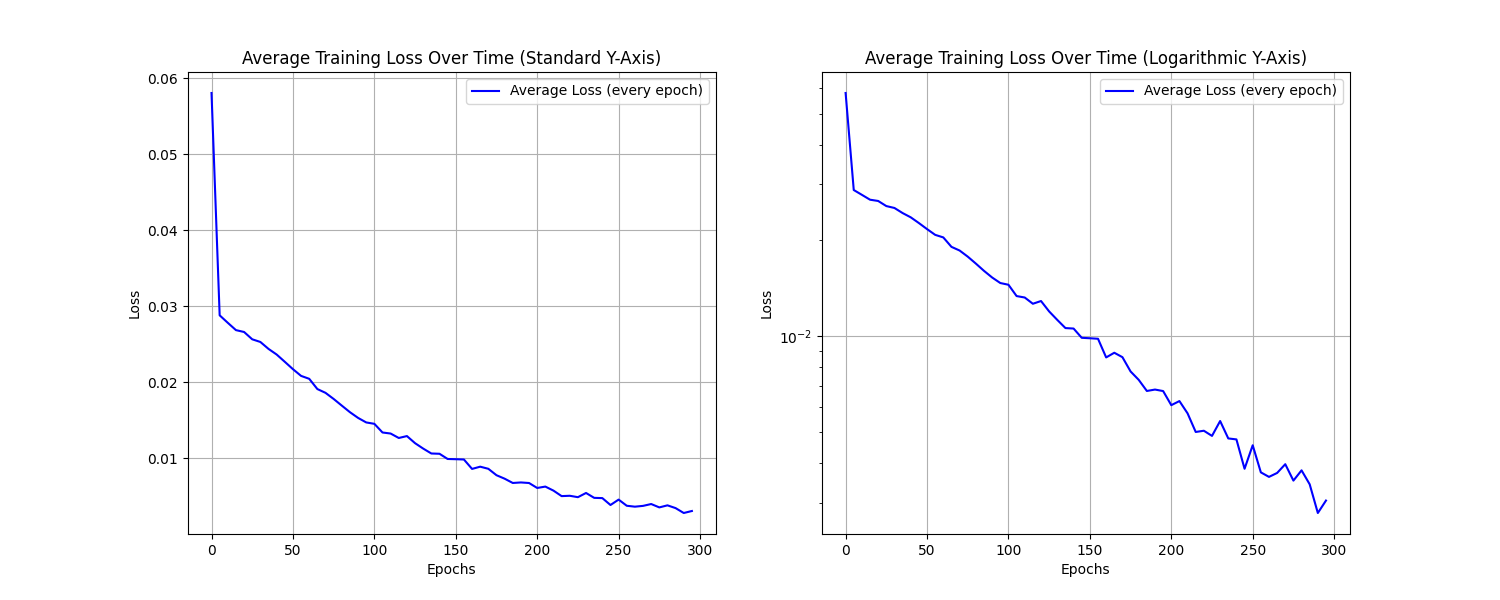 Average Training Loss Over Time (Standard Y-Axis)
Average Loss (every epoch)
0.06
0.05
0.04
0.03
0.02
0.01
Loss
0
50
100
150
200
250
300
Epochs
Average Training Loss Over Time (Logarithmic Y-Axis)
Average Loss (every epoch)
10⁻²
Loss
0
50
100
150
200
250
300
Epochs